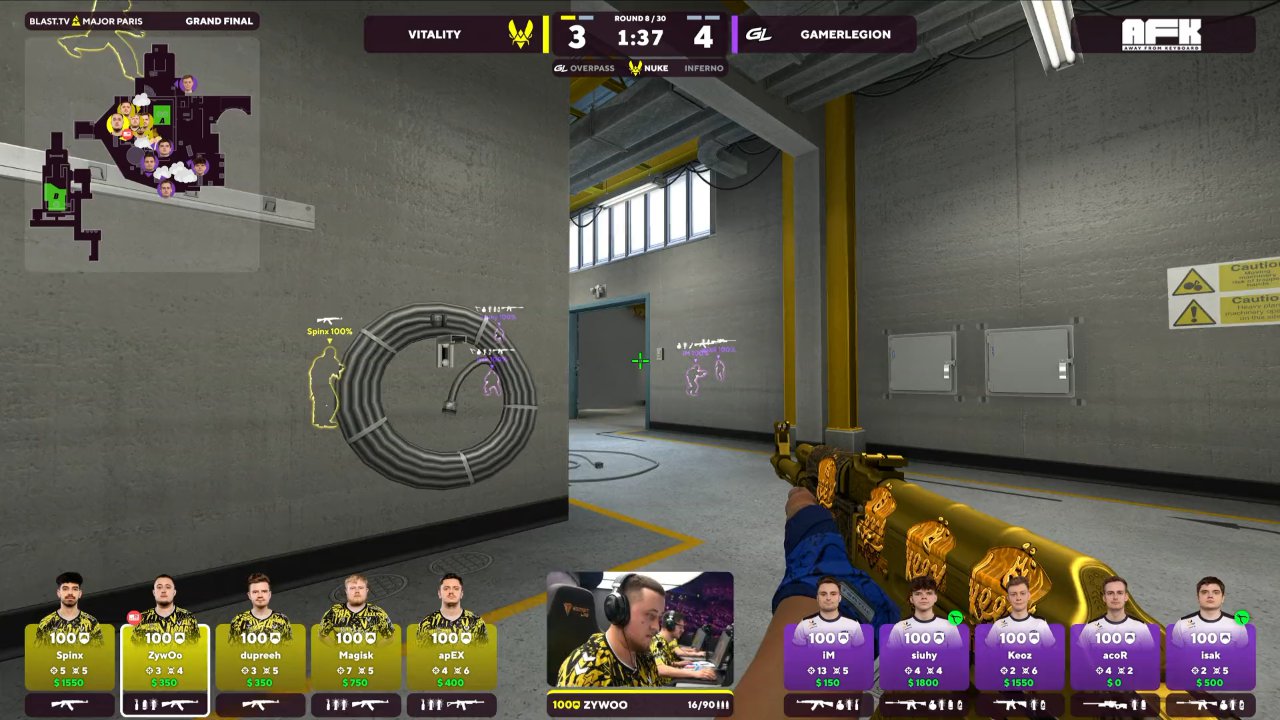 BLAST.TV MAJOR PARIS
GRAND FINAL
VITALITY
3
ROUND 8 / 30
1:37
4
GL
GAMERLEGION
AFK
AWAY FROM KEYBOARD
GL OVERPASS
NUKE
INFERNO
A
B
Spinx 100%
Caution
Caution
100
Spinx
5 5
$1550
100
ZywOo
3 4
$350
100
dupreeh
3 5
$350
100
Magisk
7 5
$750
100
apEX
4 6
$400
100 ZYWOO
16/90
100
iM
13 5
$150
100
siuhy
4 4
$1800
100
Keoz
2 6
$1550
100
acoR
4 2
$0
100
isak
2 5
$500